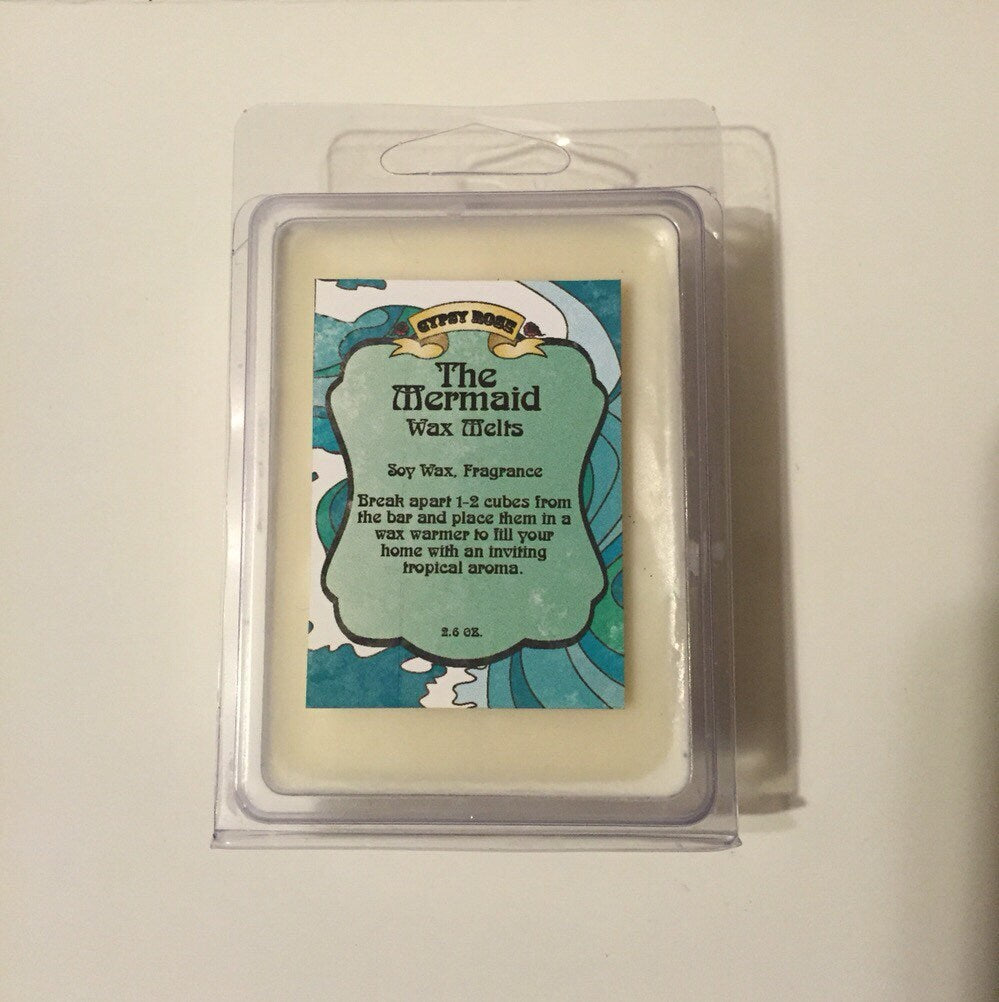 GYPSY ROSE
The
Mermaid
Wax Melts
Soy Wax, Fragrance
Break apart 1-2 cubes from
the bar and place them in a
wax warmer to fill your
home with an inviting
tropical aroma.
2.6 OZ.